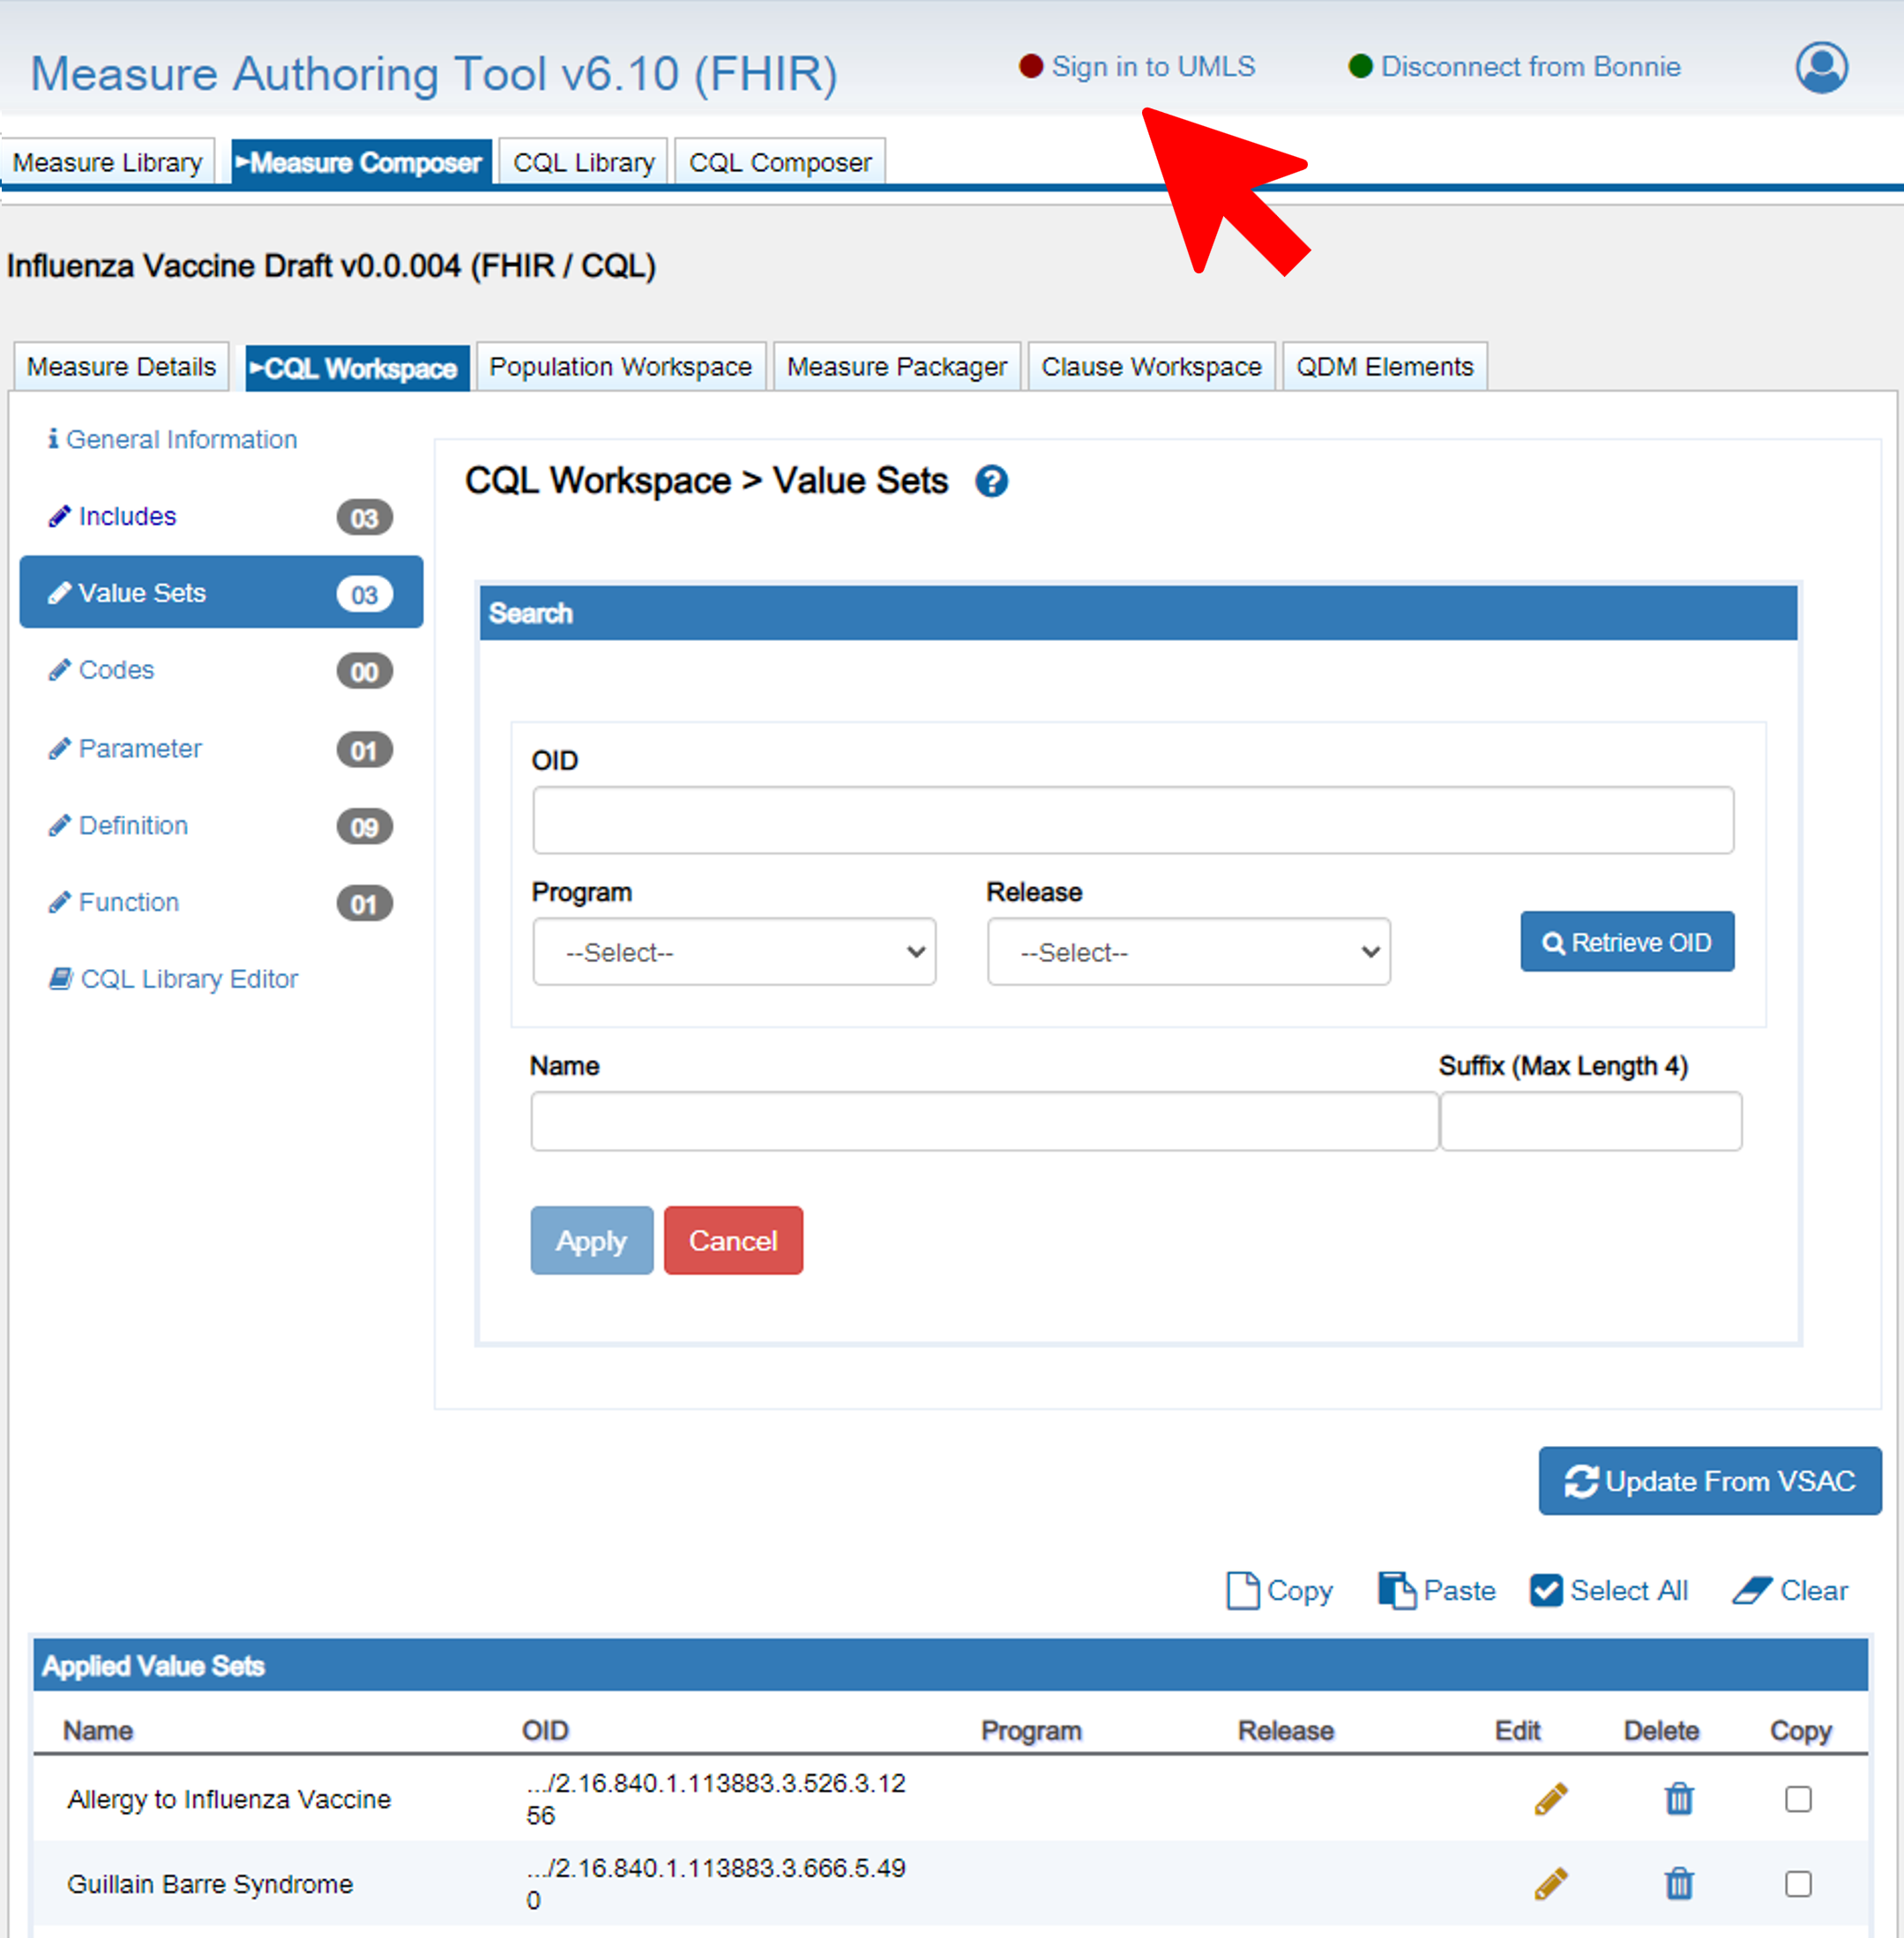 Measure Authoring Tool v6.10 (FHIR)
Sign in to UMLS
Disconnect from Bonnie
Measure Library
Measure Composer
CQL Library
CQL Composer
Influenza Vaccine Draft v0.0.004 (FHIR / CQL)
Measure Details
CQL Workspace
Population Workspace
Measure Packager
Clause Workspace
QDM Elements
General Information
Includes 03
Value Sets 03
Codes 00
Parameter 01
Definition 09
Function 01
CQL Library Editor
CQL Workspace > Value Sets ?
Search
OID
Program
Release
--Select--
--Select--
Retrieve OID
Name
Suffix (Max Length 4)
Apply
Cancel
Update From VSAC
Copy
Paste
Select All
Clear
Applied Value Sets
Name OID Program Release Edit Delete Copy
Allergy to Influenza Vaccine
.../2.16.840.1.113883.3.526.3.12
56
Guillain Barre Syndrome
.../2.16.840.1.113883.3.666.5.49
0